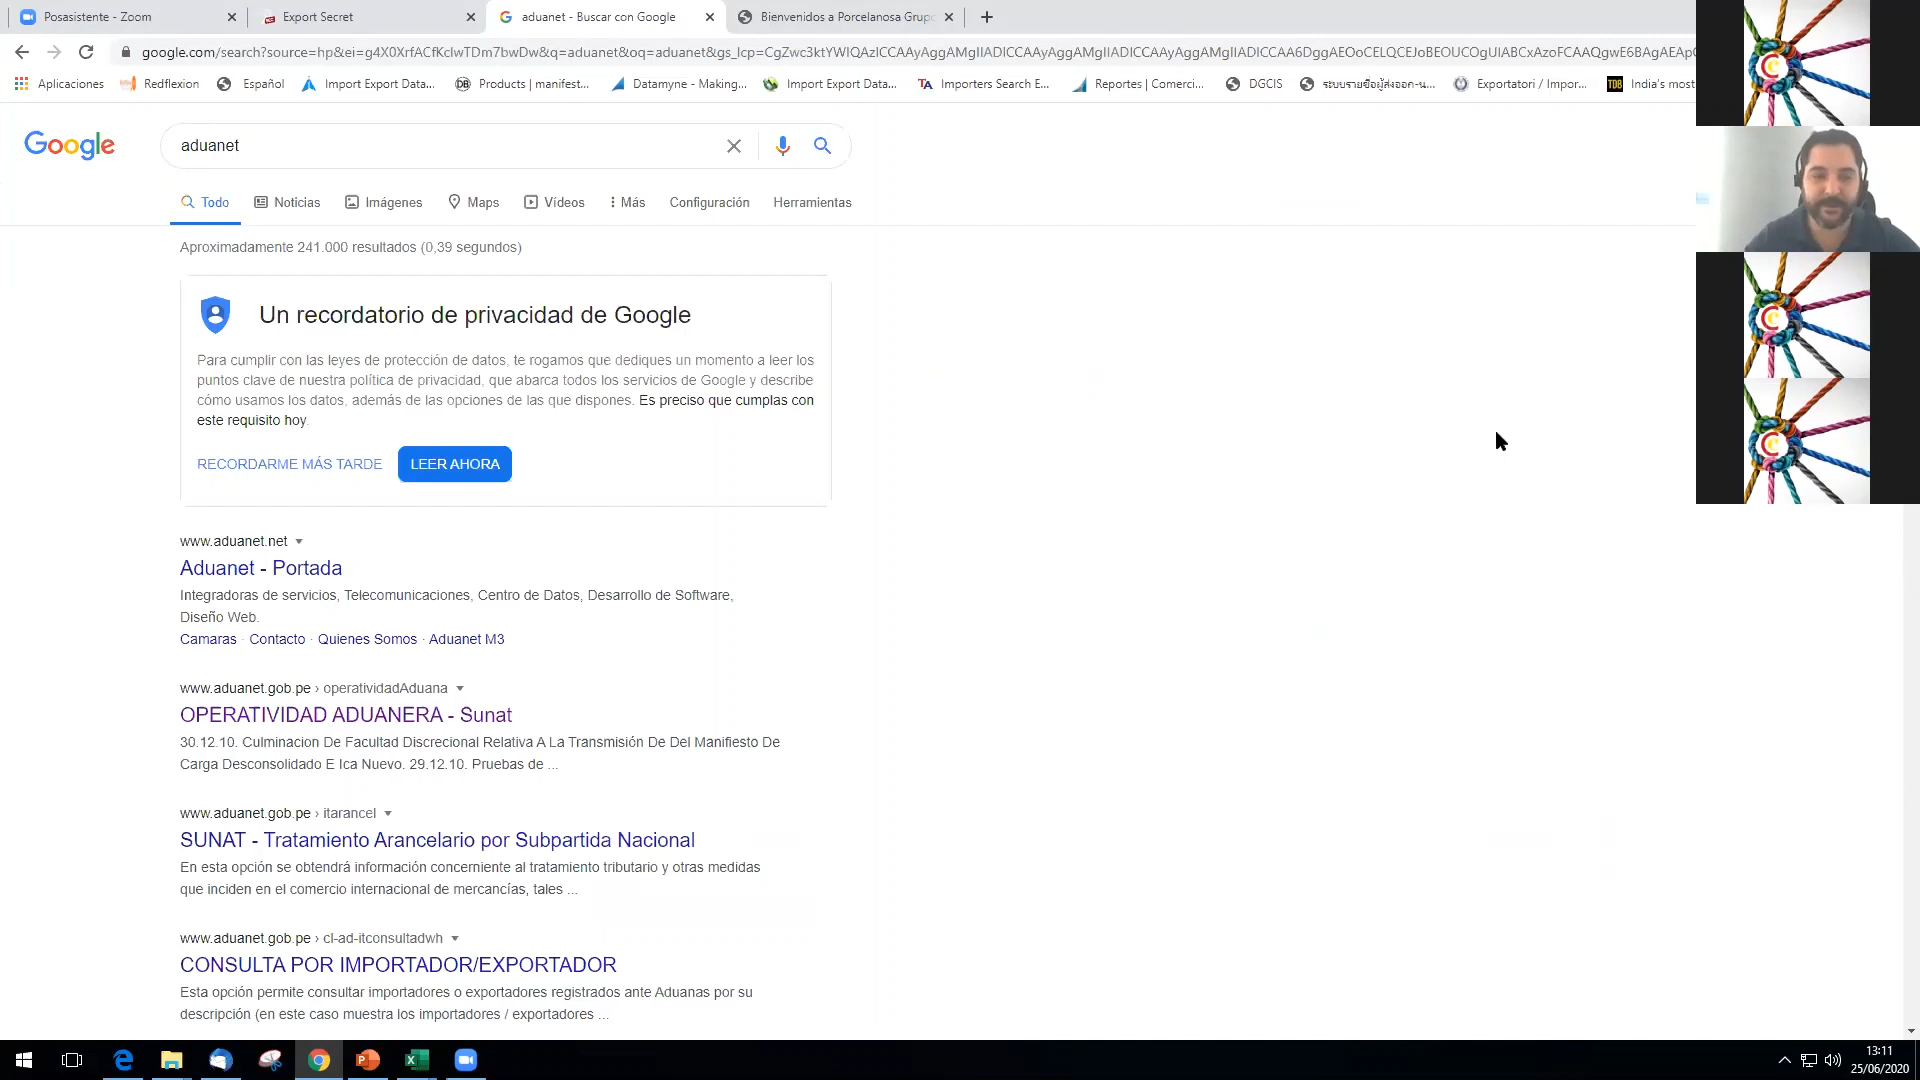 Posasistente - Zoom
Export Secret
aduanet - Buscar con Google
Bienvenidos a Porcelanosa Grupo
google.com/search?source=hp&ei=g4X0XrfACfKclwTDm7bwDw&q=aduanet&oq=aduanet&gs_lcp=
Aplicaciones
Redflexion
Español
Import Export Data...
DB Products | manifest...
Datamyne - Making...
Import Export Data...
TA Importers Search E...
Reportes | Comerci...
DGCIS
Exportatori / Impor...
TDB India's most
Google
aduanet
Todo
Noticias
Imágenes
Maps
Vídeos
Más
Configuración
Herramientas
Aproximadamente 241.000 resultados (0,39 segundos)
Un recordatorio de privacidad de Google
Para cumplir con las leyes de protección de datos, te rogamos que dediques un momento a leer los
puntos clave de nuestra política de privacidad, que abarca todos los servicios de Google y describe
cómo usamos los datos, además de las opciones de las que dispones. Es preciso que cumplas con
este requisito hoy.
RECORDARME MÁS TARDE
LEER AHORA
www.aduanet.net
Aduanet - Portada
Integradoras de servicios, Telecomunicaciones, Centro de Datos, Desarrollo de Software,
Diseño Web.
Camaras · Contacto · Quienes Somos · Aduanet M3
www.aduanet.gob.pe › operatividadAduana
OPERATIVIDAD ADUANERA - Sunat
30.12.10. Culminacion De Facultad Discrecional Relativa A La Transmisión De Del Manifiesto De
Carga Desconsolidado E Ica Nuevo. 29.12.10. Pruebas de ...
www.aduanet.gob.pe › itarancel
SUNAT - Tratamiento Arancelario por Subpartida Nacional
En esta opción se obtendrá información concerniente al tratamiento tributario y otras medidas
que inciden en el comercio internacional de mercancías, tales ...
www.aduanet.gob.pe › cl-ad-itconsultadwh
CONSULTA POR IMPORTADOR/EXPORTADOR
Esta opción permite consultar importadores o exportadores registrados ante Aduanas por su
descripción (en este caso muestra los importadores / exportadores ...
13:11
25/06/2020